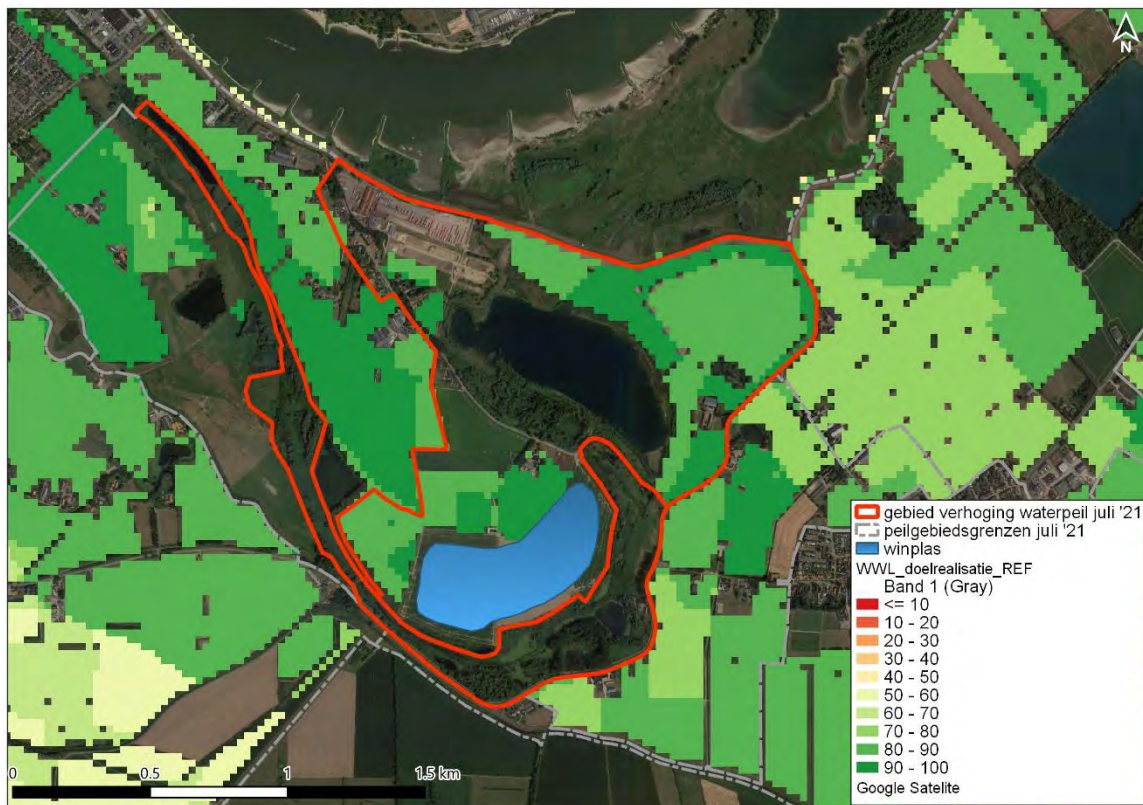 N
gebied verhoging waterpeil juli '21
peilgebiedsgrenzen juli '21
winplas
WWL_doelrealisatie_REF
Band 1 (Gray)
<= 10
10 - 20
20 - 30
30 - 40
40 - 50
50 - 60
60 - 70
70 - 80
80 - 90
90 - 100
Google Satelite
0 0.5 1 1.5 km